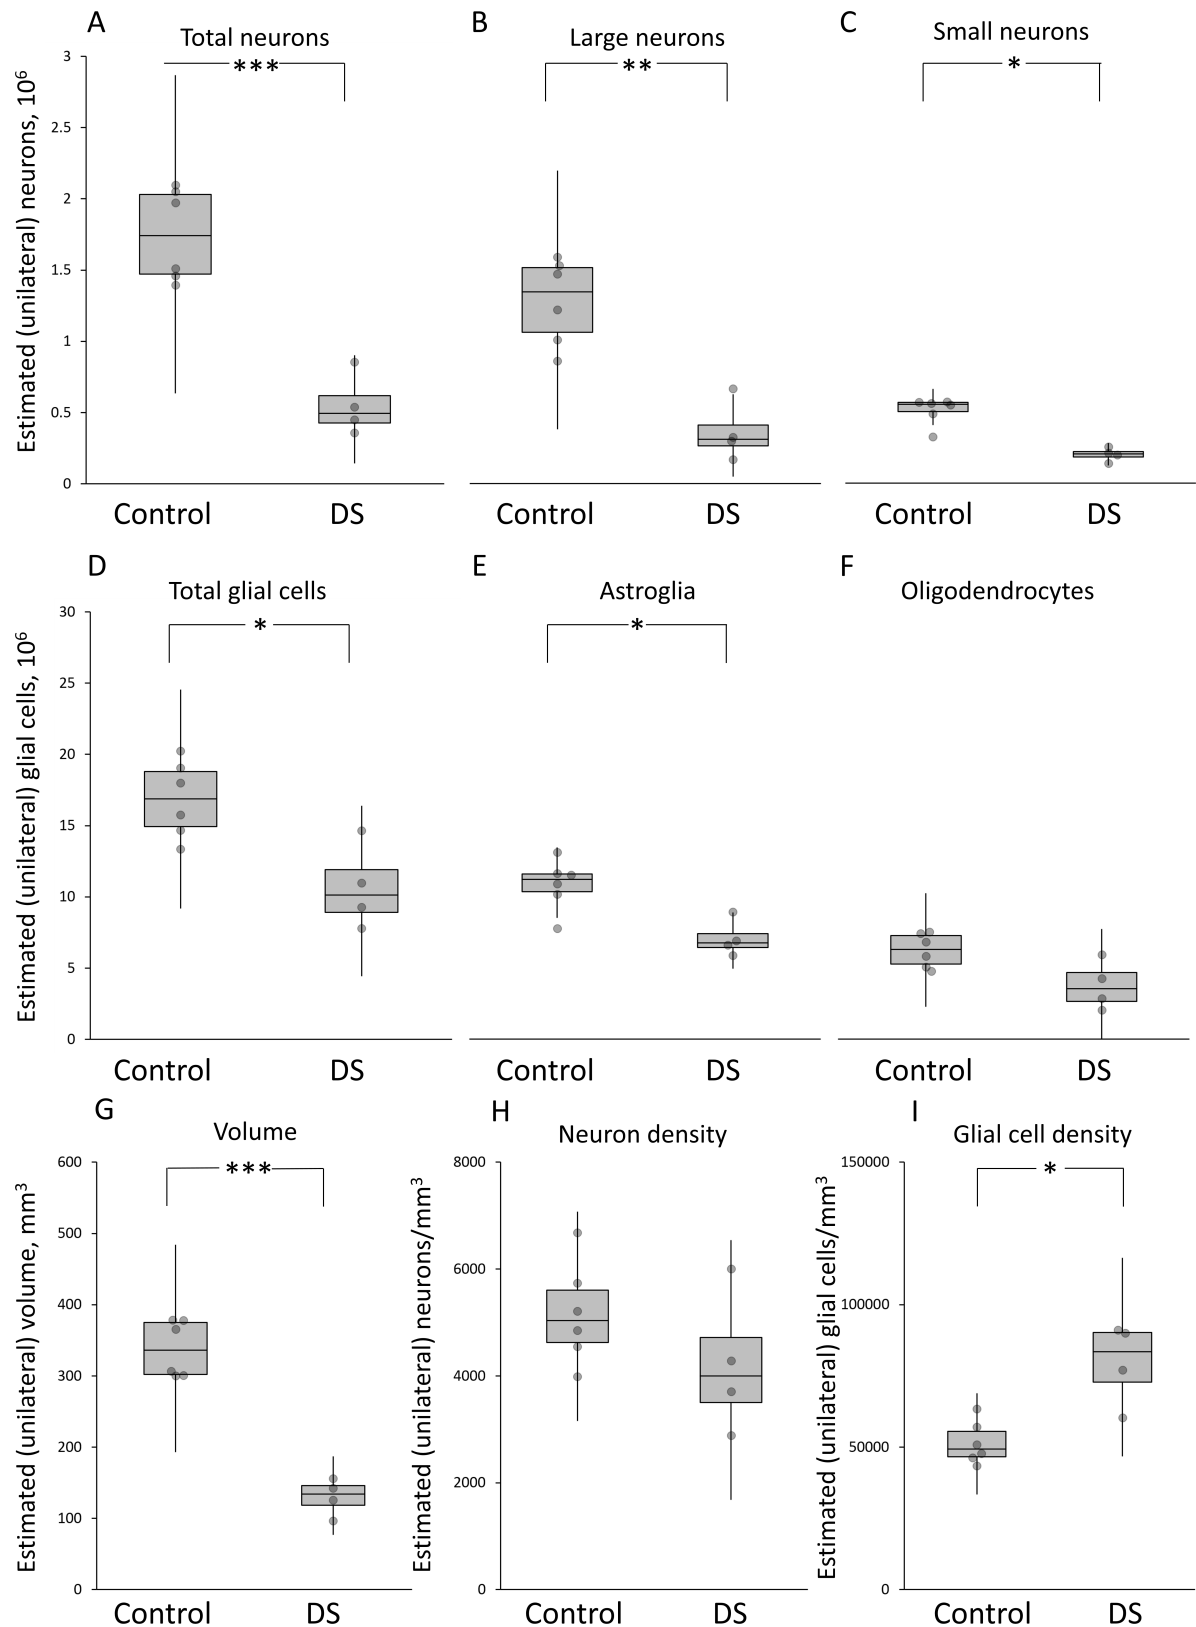 A
Total neurons
***
B
Large neurons
**
C
Small neurons
*
Estimated (unilateral) neurons, 10⁶
3
2.5
2
1.5
1
0.5
0
Control DS
Control DS
Control DS
D
Total glial cells
*
E
Astroglia
*
F
Oligodendrocytes
Estimated (unilateral) glial cells, 10⁶
30
25
20
15
10
5
0
Control DS
Control DS
Control DS
G
Volume
***
Estimated (unilateral) volume, mm³
600
500
400
300
200
100
0
Control DS
H
Neuron density
Estimated (unilateral) neurons/mm³
8000
6000
4000
2000
0
Control DS
I
Glial cell density
*
Estimated (unilateral) glial cells/mm³
150000
100000
50000
0
Control DS